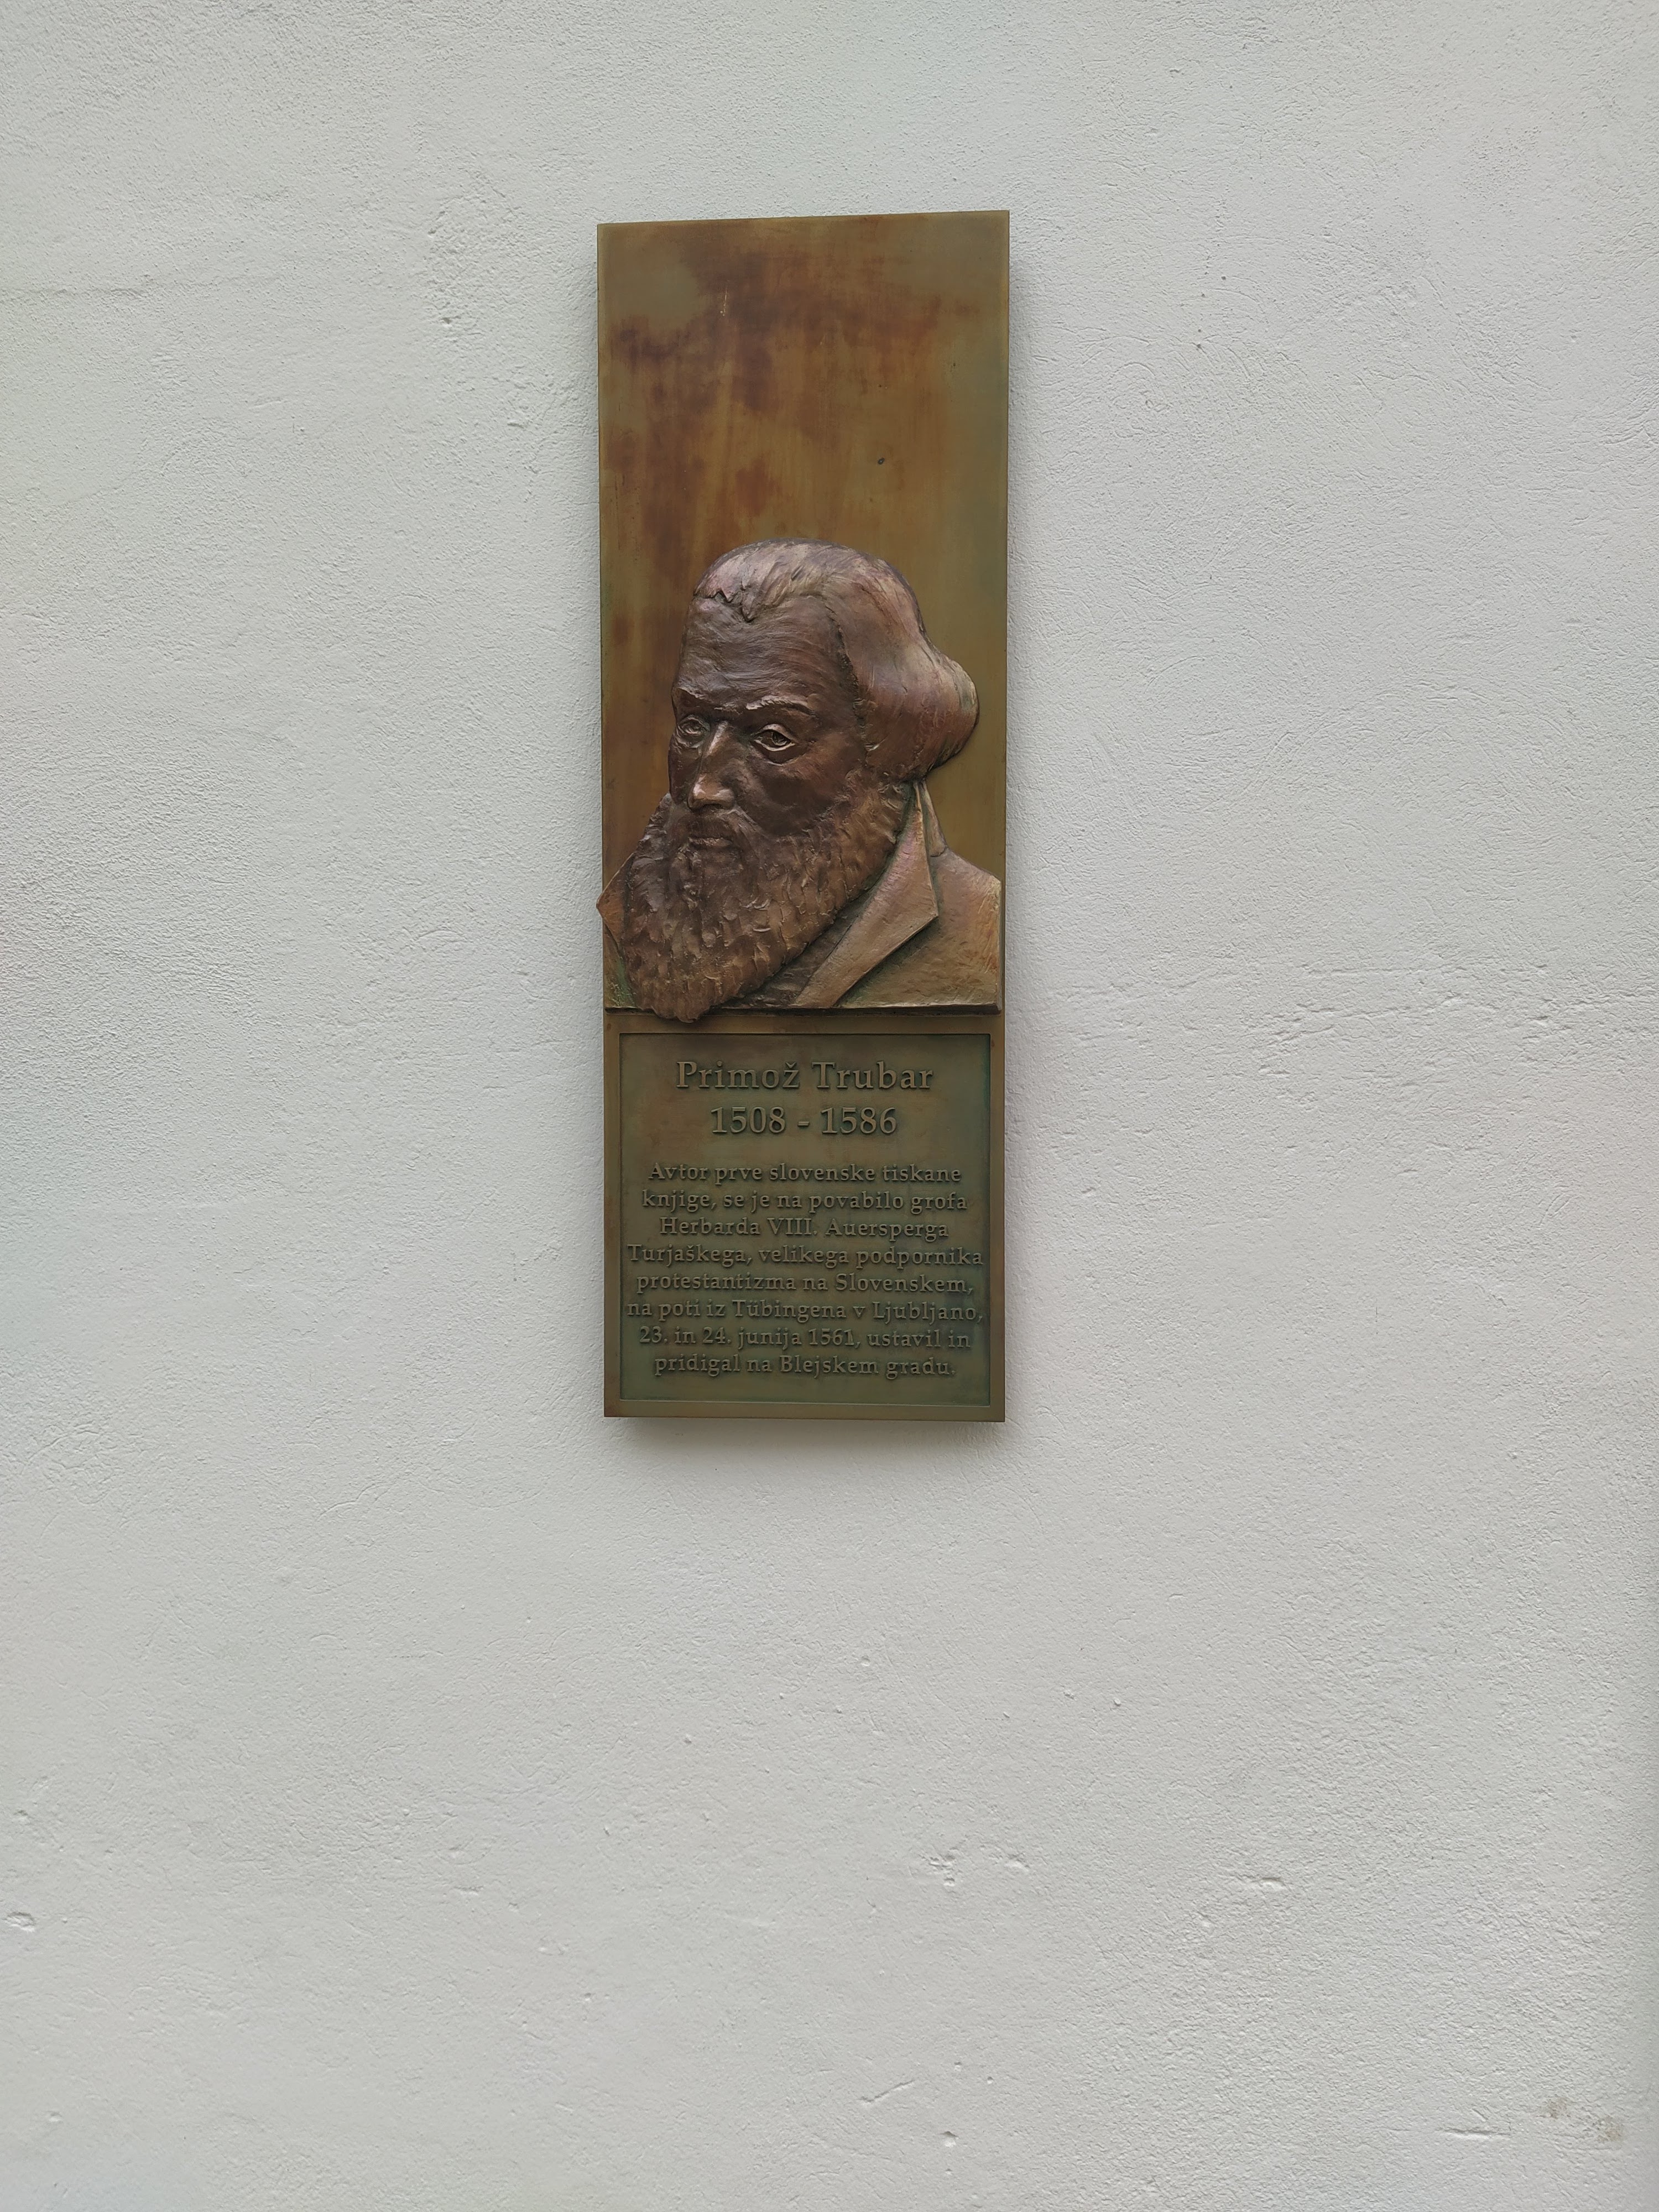 Primož Trubar
1508 - 1586
Avtor prve slovenske tiskane
knjige, se je na povabilo grofa
Herbarda VIII. Auersperga
Turjaškega, velikega podpornika
protestantizma na Slovenskem,
na poti iz Tübingena v Ljubljano,
23. in 24. junija 1561, ustavil in
pridigal na Blejskem gradu.